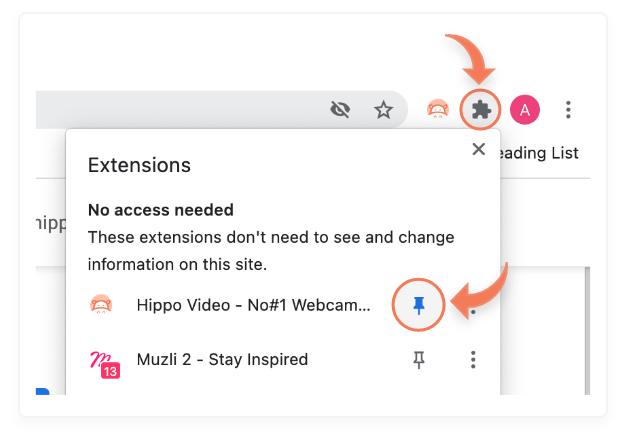 A
eading List
Extensions
No access needed
These extensions don't need to see and change
information on this site.
hipp
Hippo Video - No#1 Webcam...
Muzli 2 - Stay Inspired
13